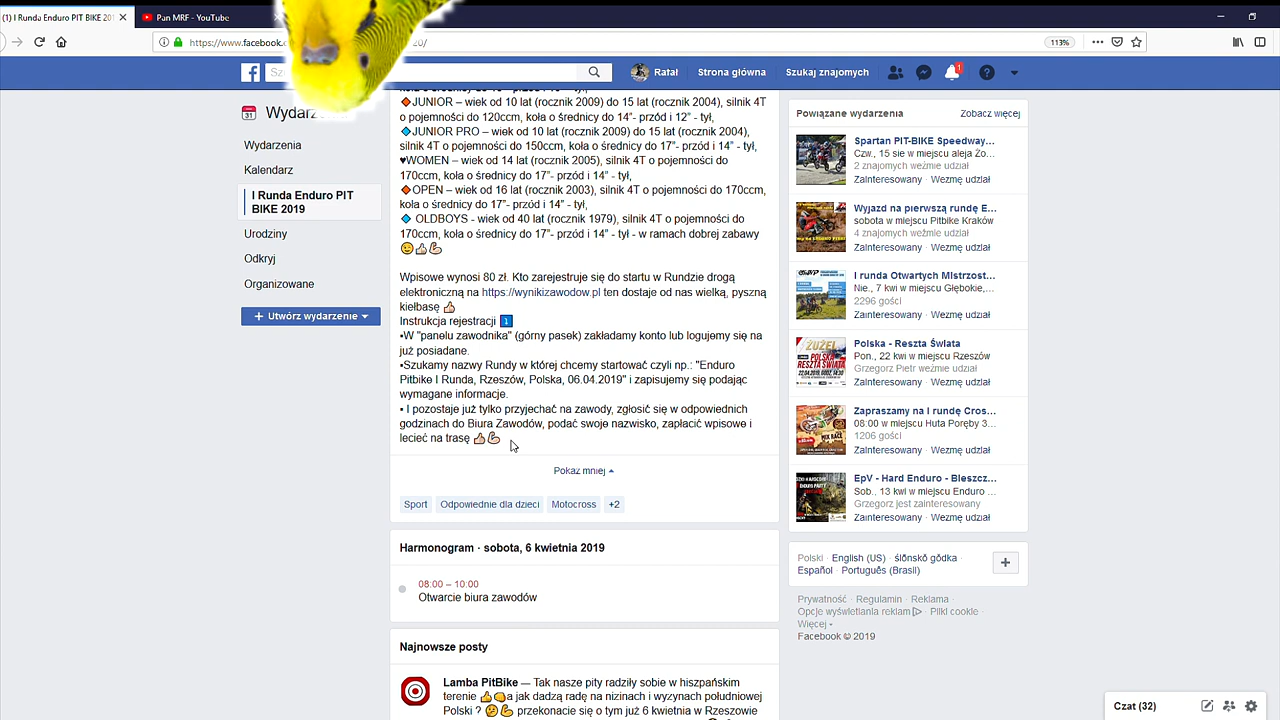 (1) I Runda Enduro PIT BIKE 201
Pan MRF - YouTube
https://www.facebook.c
20/
113%
Rafał
Strona główna
Szukaj znajomych
1
Wydarze
31
Wydarzenia
Kalendarz
I Runda Enduro PIT
BIKE 2019
Urodziny
Odkryj
Organizowane
+ Utwórz wydarzenie
JUNIOR – wiek od 10 lat (rocznik 2009) do 15 lat (rocznik 2004), silnik 4T
o pojemności do 120ccm, koła o średnicy do 14"- przód i 12" - tył,
JUNIOR PRO – wiek od 10 lat (rocznik 2009) do 15 lat (rocznik 2004),
silnik 4T o pojemności do 150ccm, koła o średnicy do 17"- przód i 14" - tył,
♥WOMEN – wiek od 14 lat (rocznik 2005), silnik 4T o pojemności do
170ccm, koła o średnicy do 17"- przód i 14" - tył,
OPEN – wiek od 16 lat (rocznik 2003), silnik 4T o pojemności do 170ccm,
koła o średnicy do 17"- przód i 14" - tył,
OLDBOYS - wiek od 40 lat (rocznik 1979), silnik 4T o pojemności do
170ccm, koła o średnicy do 17"- przód i 14" - tył - w ramach dobrej zabawy
😉👍💪
Wpisowe wynosi 80 zł. Kto zarejestruje się do startu w Rundzie drogą
elektroniczną na https://wynikizawodow.pl ten dostaje od nas wielką, pyszną
kiełbasę 👍
Instrukcja rejestracji ⬇
•W "panelu zawodnika" (górny pasek) zakładamy konto lub logujemy się na
już posiadane.
•Szukamy nazwy Rundy w której chcemy startować czyli np.: "Enduro
Pitbike I Runda, Rzeszów, Polska, 06.04.2019" i zapisujemy się podając
wymagane informacje.
• I pozostaje już tylko przyjechać na zawody, zgłosić się w odpowiednich
godzinach do Biura Zawodów, podać swoje nazwisko, zapłacić wpisowe i
lecieć na trasę 👍💪
Pokaż mniej
Sport
Odpowiednie dla dzieci
Motocross
+2
Harmonogram · sobota, 6 kwietnia 2019
08:00 – 10:00
Otwarcie biura zawodów
Najnowsze posty
Lamba PitBike — Tak nasze pity radziły sobie w hiszpańskim
terenie 👍👊a jak dadzą radę na nizinach i wyżynach południowej
Polski ? 🤔💪 przekonacie się o tym już 6 kwietnia w Rzeszowie
Powiązane wydarzenia
Zobacz więcej
Spartan PIT-BIKE Speedway...
Czw., 15 sie w miejscu aleja Żo...
2 znajomych weźmie udział
Zainteresowany · Wezmę udział
Wyjazd na pierwszą rundę E...
sobota w miejscu Pitbike Kraków
4 znajomych weźmie udział
Zainteresowany · Wezmę udział
I runda Otwartych Mistrzost...
Nie., 7 kwi w miejscu Głębokie,...
2296 gości
Zainteresowany · Wezmę udział
Polska - Reszta Świata
Pon., 22 kwi w miejscu Rzeszów
Grzegorz Pietr weźmie udział
Zainteresowany · Wezmę udział
Zapraszamy na I rundę Cros...
08:00 w miejscu Huta Poręby 3...
1206 gości
Zainteresowany · Wezmę udział
EpV - Hard Enduro - Bleszcz...
Sob., 13 kwi w miejscu Enduro ...
Grzegorz jest zainteresowany
Zainteresowany · Wezmę udział
Polski · English (US) · ślōnskŏ gŏdka ·
Español · Português (Brasil)
Prywatność · Regulamin · Reklama ·
Opcje wyświetlania reklam · Pliki cookie ·
Więcej
Facebook © 2019
Czat (32)